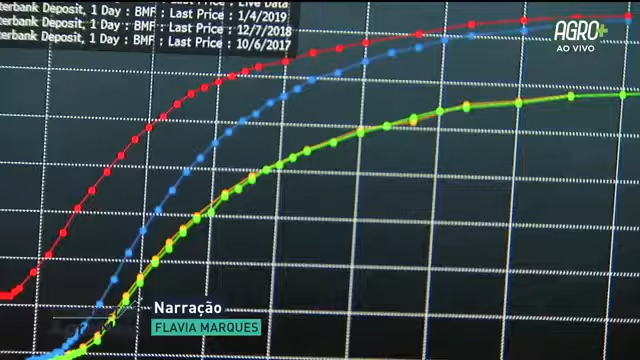 Last Price : Live Data
terbank Deposit, 1 Day : BMF : Last Price : 1/4/2019
erbank Deposit, 1 Day : BMF : Last Price : 12/7/2018
rbank Deposit, 1 Day : BMF : Last Price : 10/6/2017
AGRO+
AO VIVO
Narração
FLAVIA MARQUES